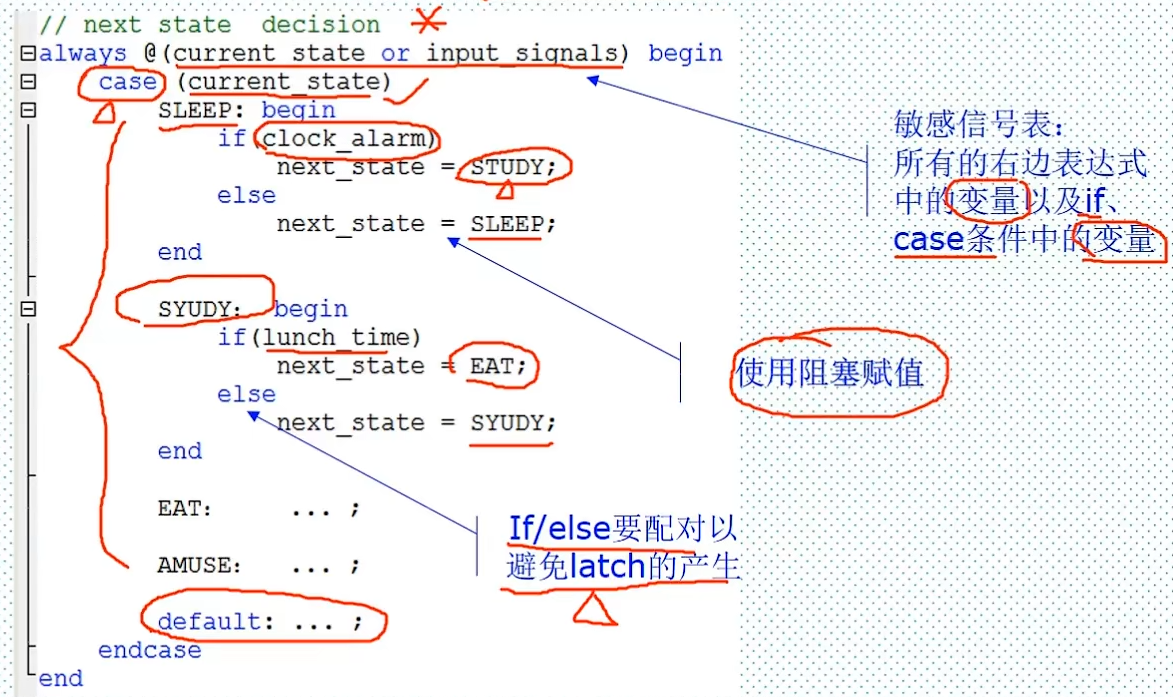 // next state  decision
always @(current_state or input_signals) begin
case (current_state)
SLEEP: begin
if(clock_alarm)
next_state = STUDY;
else
next_state = SLEEP;
end
SYUDY: begin
if(lunch_time)
next_state = EAT;
else
next_state = SYUDY;
end
EAT: ... ;
AMUSE: ... ;
default: ... ;
endcase
end
敏感信号表：
所有的右边表达式
中的变量以及if、
case条件中的变量
使用阻塞赋值
If/else要配对以
避免latch的产生